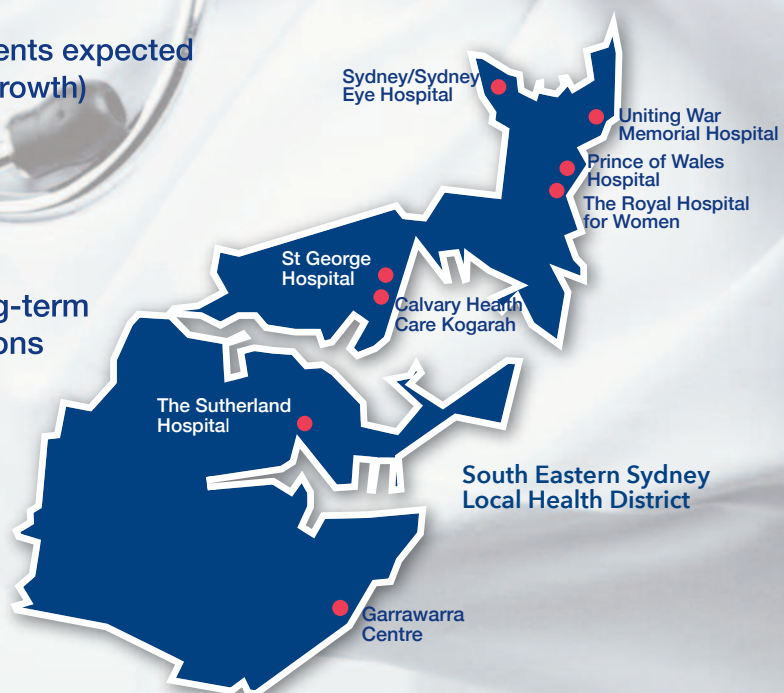 ents expected
rowth)
g-term
ons
Sydney/Sydney
Eye Hospital
Uniting War
Memorial Hospital
Prince of Wales
Hospital
The Royal Hospital
for Women
St George
Hospital
Calvary Health
Care Kogarah
The Sutherland
Hospital
South Eastern Sydney
Local Health District
Garrawarra
Centre